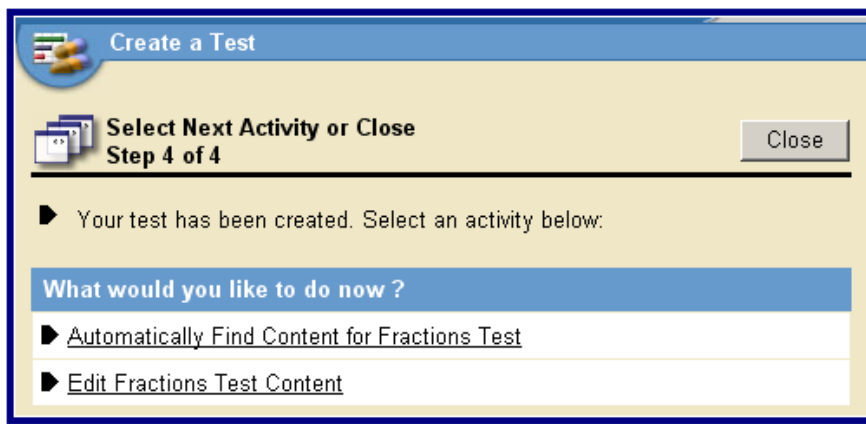 Create a Test
Select Next Activity or Close
Step 4 of 4
Close
Your test has been created. Select an activity below:
What would you like to do now ?
Automatically Find Content for Fractions Test
Edit Fractions Test Content